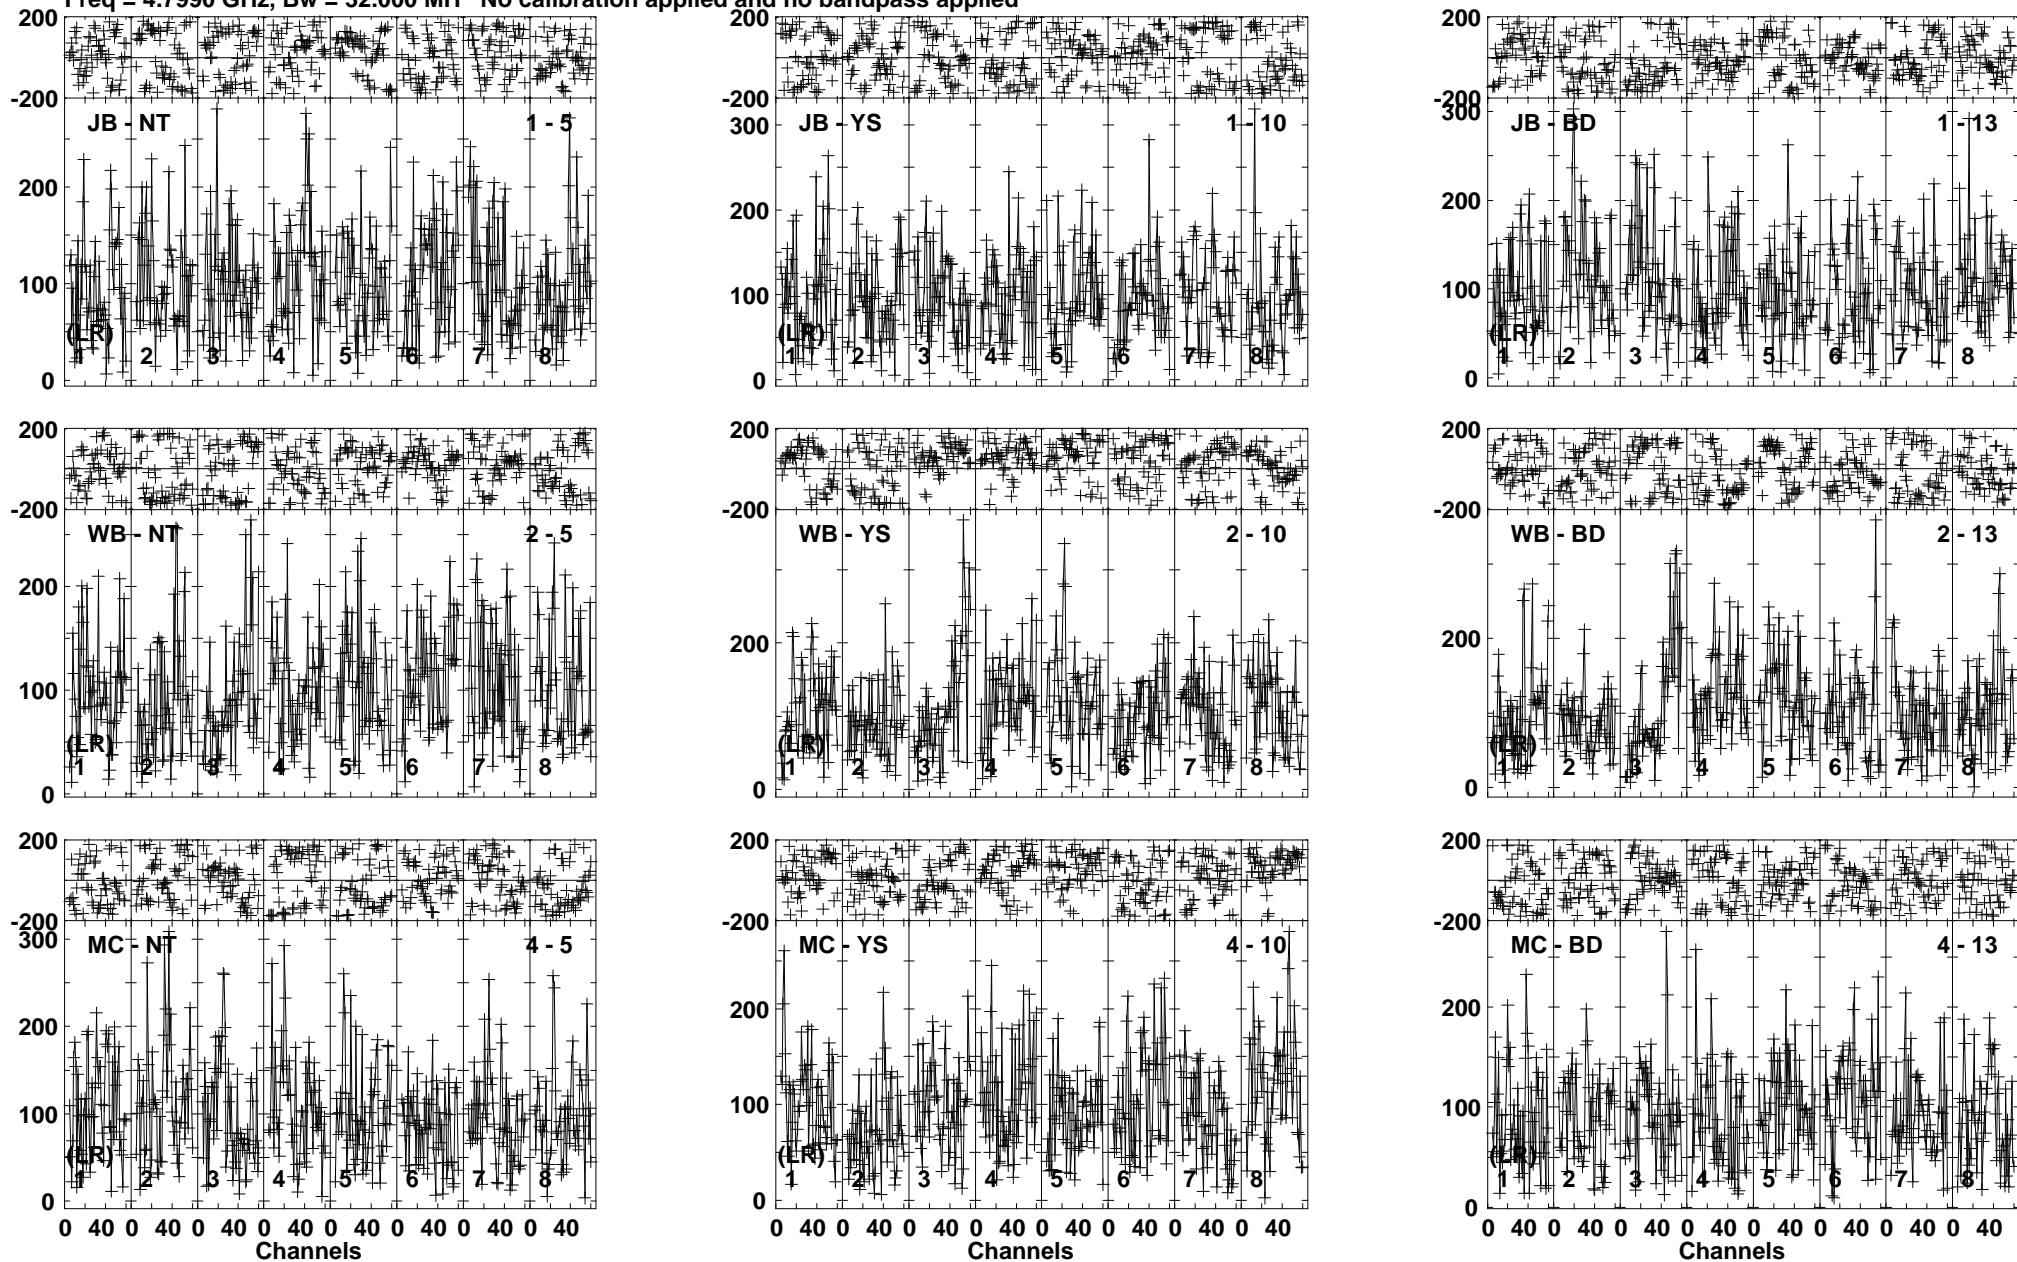 Freq = 4.7990 GHz, Bw = 32.000 MH No calibration applied and no bandpass applied
200 200 200
-200 -200 -200
JB - NT 1 - 5 JB - YS 1 - 10 JB - BD 1 - 13
300 300
200 200 200
100 100 100
(LR) (LR) (LR)
1 2 3 4 5 6 7 8 1 2 3 4 5 6 7 8 1 2 3 4 5 6 7 8
0 0 0
200 200 200
-200 -200 -200
WB - NT 2 - 5 WB - YS 2 - 10 WB - BD 2 - 13
200 200 200
100
(LR) (LR) (LR)
1 2 3 4 5 6 7 8 1 2 3 4 5 6 7 8 1 2 3 4 5 6 7 8
0 0 0
200 200 200
-200 -200 -200
MC - NT 4 - 5 MC - YS 4 - 10 MC - BD 4 - 13
300
200 200 200
100 100 100
(LR) (LR) (LR)
1 2 3 4 5 6 7 8 1 2 3 4 5 6 7 8 1 2 3 4 5 6 7 8
0 0 0
0 40 0 40 0 40 0 40 0 40 0 40 0 40 0 40 0 40 0 40 0 40 0 40 0 40 0 40 0 40 0 40 0 40 0 40 0 40 0 40 0 40 0 40 0 40 0 40
Channels Channels Channels